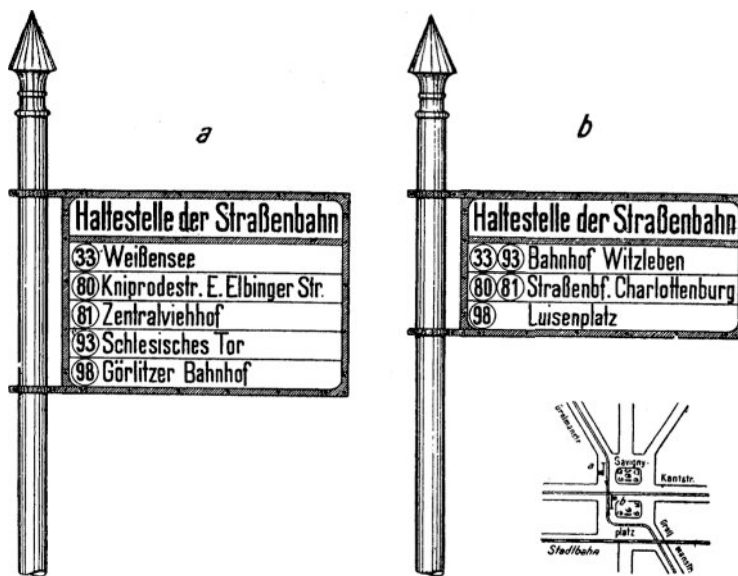 a
Haltestelle der Straßenbahn
33 Weißensee
80 Kniprodestr. E. Elbinger Str.
81 Zentralviehhof
93 Schlesisches Tor
98 Görlitzer Bahnhof
b
Haltestelle der Straßenbahn
33 93 Bahnhof Witzleben
80 81 Straßenbf. Charlottenburg
98 Luisenplatz
Grolmanstr.
a
Savigny-
Kantstr.
b
platz
Stadtbahn